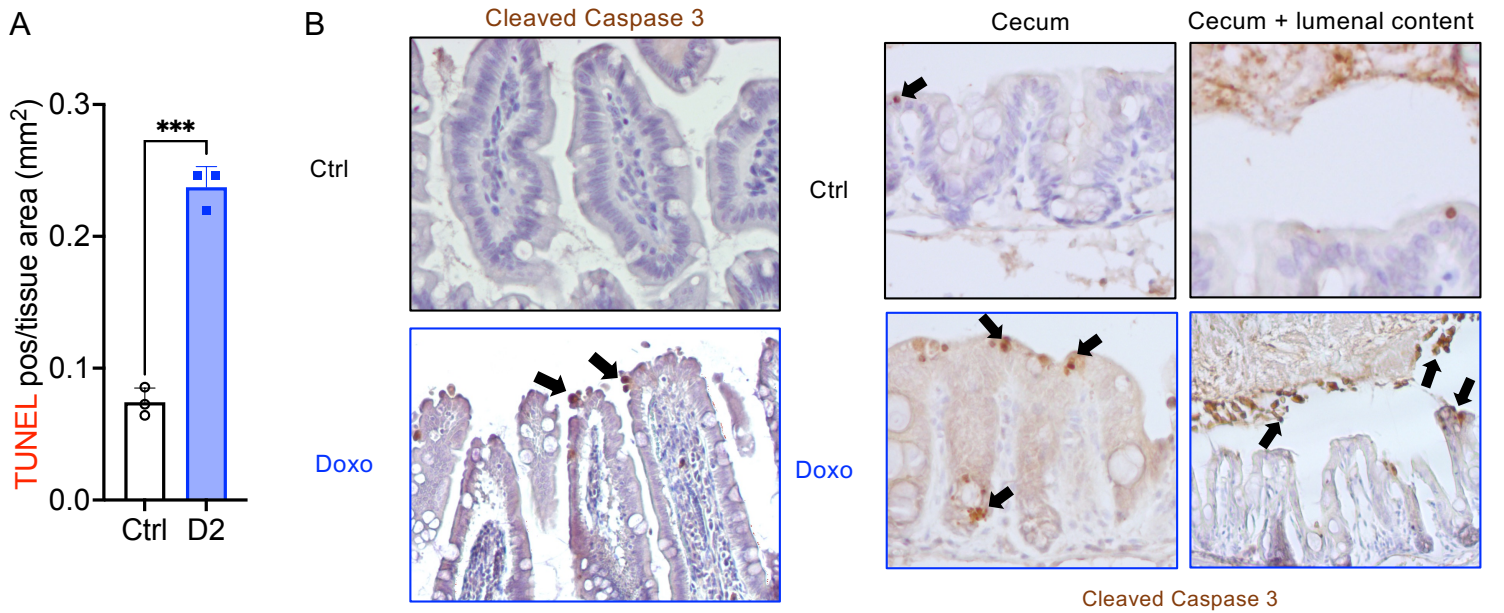 A
TUNEL pos/tissue area (mm²)
0.3
0.2
0.1
0.0
***
Ctrl
D2
B
Cleaved Caspase 3
Ctrl
Doxo
Cecum
Cecum + lumenal content
Ctrl
Doxo
Cleaved Caspase 3